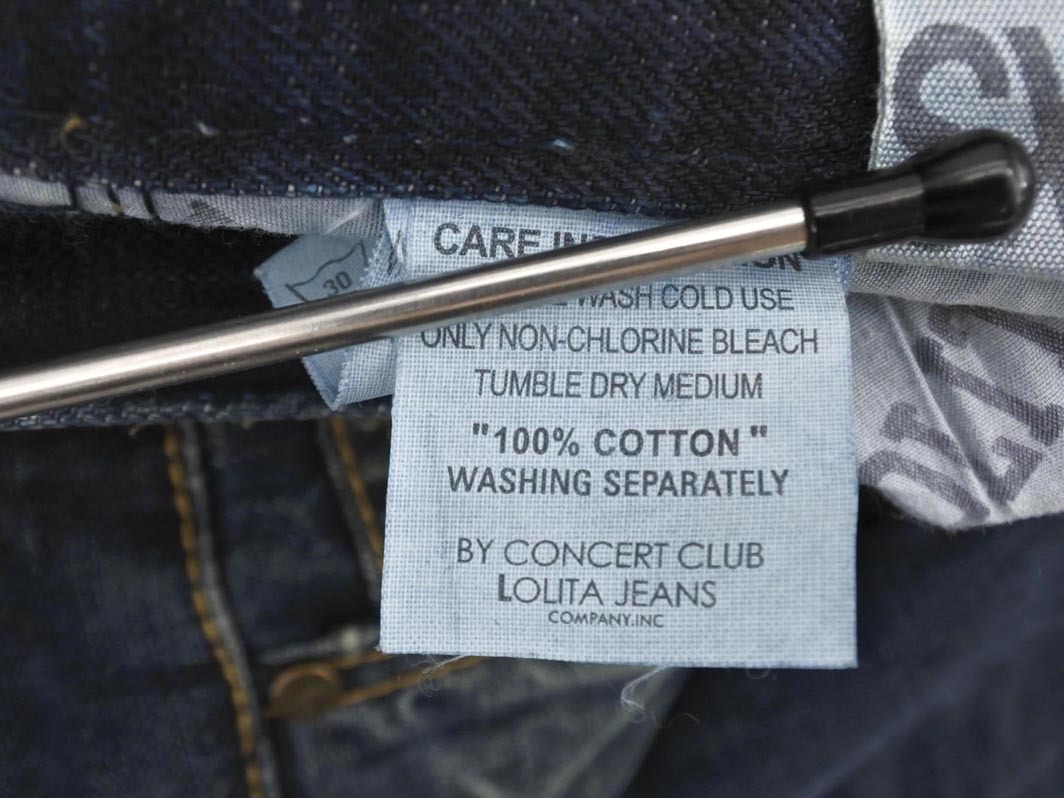 CARE
WASH COLD USE
ONLY NON-CHLORINE BLEACH
TUMBLE DRY MEDIUM
"100% COTTON "
WASHING SEPARATELY
BY CONCERT CLUB
LOLITA JEANS
COMPANY.INC
30